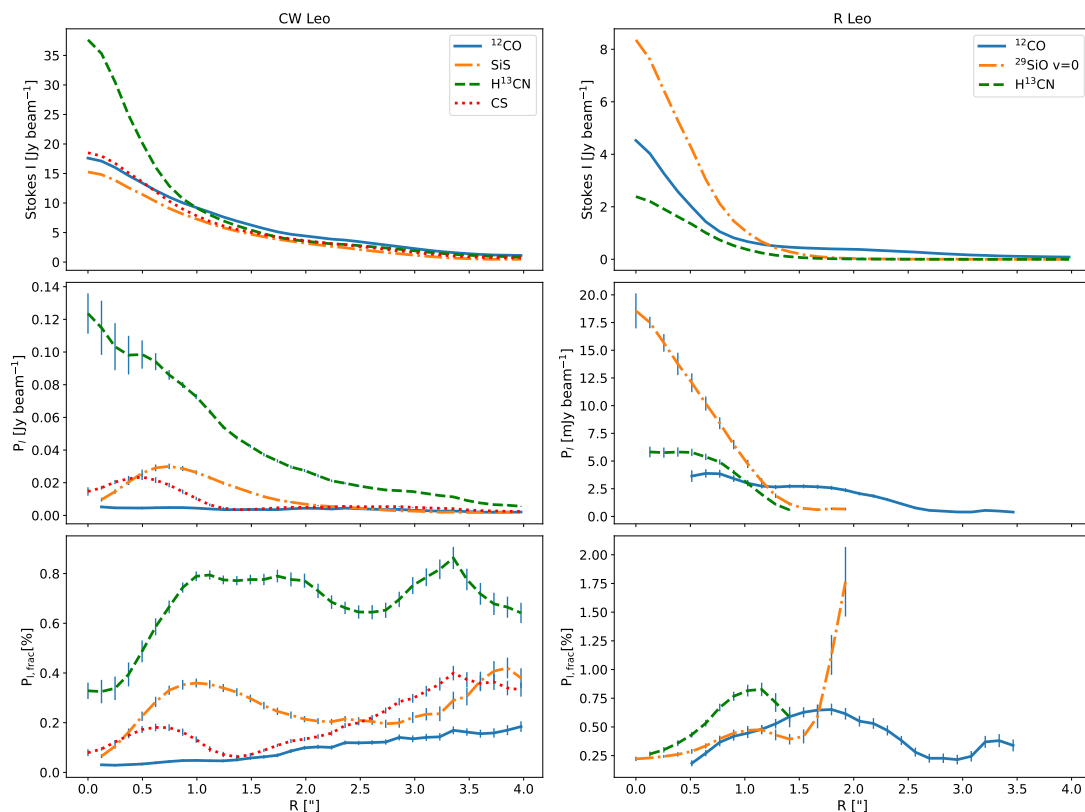 CW Leo
R Leo
Stokes I [Jy beam⁻¹]
35
30
25
20
15
10
5
0
¹²CO
SiS
H¹³CN
CS
Stokes I [Jy beam⁻¹]
8
6
4
2
0
¹²CO
²⁹SiO v=0
H¹³CN
P_l [Jy beam⁻¹]
0.14
0.12
0.10
0.08
0.06
0.04
0.02
0.00
P_l [mJy beam⁻¹]
20.0
17.5
15.0
12.5
10.0
7.5
5.0
2.5
0.0
P_l,frac[%]
0.8
0.6
0.4
0.2
0.0
0.0 0.5 1.0 1.5 2.0 2.5 3.0 3.5 4.0
R ["]
P_l,frac[%]
2.00
1.75
1.50
1.25
1.00
0.75
0.50
0.25
0.0 0.5 1.0 1.5 2.0 2.5 3.0 3.5 4.0
R ["]